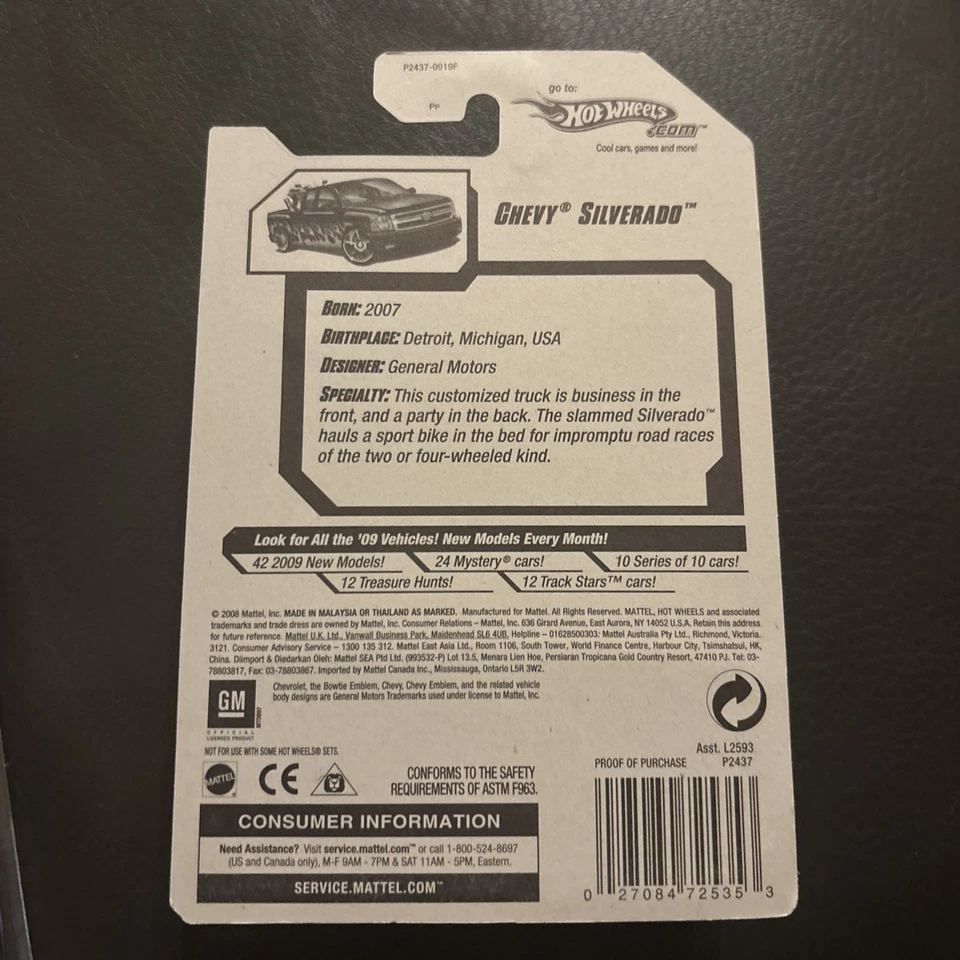 P2437-0919F
Pp
go to:
HOT WHEELS
.COM™
Cool cars, games and more!
CHEVY® SILVERADO™
BORN: 2007
BIRTHPLACE: Detroit, Michigan, USA
DESIGNER: General Motors
SPECIALTY: This customized truck is business in the
front, and a party in the back. The slammed Silverado™
hauls a sport bike in the bed for impromptu road races
of the two or four-wheeled kind.
Look for All the '09 Vehicles! New Models Every Month!
42 2009 New Models! 24 Mystery® cars! 10 Series of 10 cars!
12 Treasure Hunts! 12 Track Stars™ cars!
© 2008 Mattel, Inc. MADE IN MALAYSIA OR THAILAND AS MARKED. Manufactured for Mattel. All Rights Reserved. MATTEL, HOT WHEELS and associated
trademarks and trade dress are owned by Mattel, Inc. Consumer Relations – Mattel, Inc. 636 Girard Avenue, East Aurora, NY 14052 U.S.A. Retain this address
for future reference. Mattel U.K. Ltd., Vanwall Business Park, Maidenhead SL6 4UB. Helpline – 01628500303. Mattel Australia Pty Ltd., Richmond, Victoria.
3121. Consumer Advisory Service – 1300 135 312. Mattel East Asia Ltd., Room 1106, South Tower, World Finance Centre, Harbour City, Tsimshatsui, HK,
China. Diimport & Diedarkan Oleh: Mattel SEA Ptd Ltd. (993532-P) Lot 13.5, Menara Lien Hoe, Persiaran Tropicana Gold Country Resort, 47410 PJ. Tel: 03-
78803817, Fax: 03-78803867. Imported by Mattel Canada Inc., Mississauga, Ontario L5R 3W2.
GM
OFFICIAL
LICENSED PRODUCT
Chevrolet, the Bowtie Emblem, Chevy, Chevy Emblem, and the related vehicle
body designs are General Motors Trademarks used under license to Mattel, Inc.
NOT FOR USE WITH SOME HOT WHEELS® SETS.
MATTEL
CE
CONFORMS TO THE SAFETY
REQUIREMENTS OF ASTM F963.
Asst. L2593
PROOF OF PURCHASE P2437
CONSUMER INFORMATION
Need Assistance? Visit service.mattel.com™ or call 1-800-524-8697
(US and Canada only), M-F 9AM - 7PM & SAT 11AM - 5PM, Eastern.
SERVICE.MATTEL.COM™
0 27084 72535 3